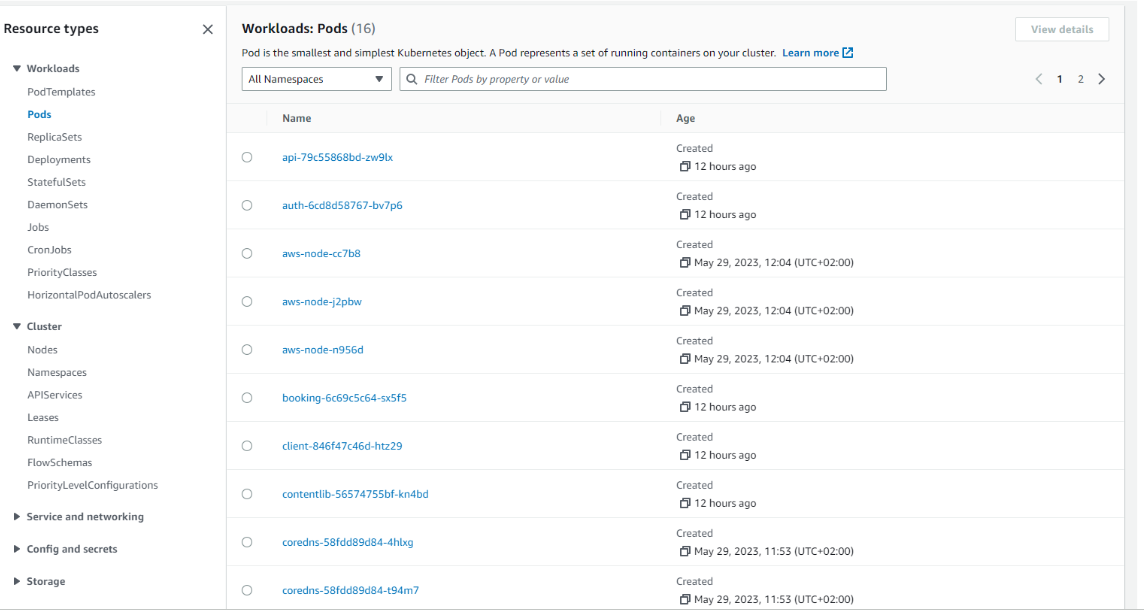 Resource types
Workloads
PodTemplates
Pods
ReplicaSets
Deployments
StatefulSets
DaemonSets
Jobs
CronJobs
PriorityClasses
HorizontalPodAutoscalers
Cluster
Nodes
Namespaces
APIServices
Leases
RuntimeClasses
FlowSchemas
PriorityLevelConfigurations
Service and networking
Config and secrets
Storage
Workloads: Pods (16)
View details
Pod is the smallest and simplest Kubernetes object. A Pod represents a set of running containers on your cluster. Learn more
All Namespaces
Filter Pods by property or value
1 2
Name Age
api-79c55868bd-zw9lx
Created
12 hours ago
auth-6cd8d58767-bv7p6
Created
12 hours ago
aws-node-cc7b8
Created
May 29, 2023, 12:04 (UTC+02:00)
aws-node-j2pbw
Created
May 29, 2023, 12:04 (UTC+02:00)
aws-node-n956d
Created
May 29, 2023, 12:04 (UTC+02:00)
booking-6c69c5c64-sx5f5
Created
12 hours ago
client-846f47c46d-htz29
Created
12 hours ago
contentlib-56574755bf-kn4bd
Created
12 hours ago
coredns-58fdd89d84-4hlxg
Created
May 29, 2023, 11:53 (UTC+02:00)
coredns-58fdd89d84-t94m7
Created
May 29, 2023, 11:53 (UTC+02:00)